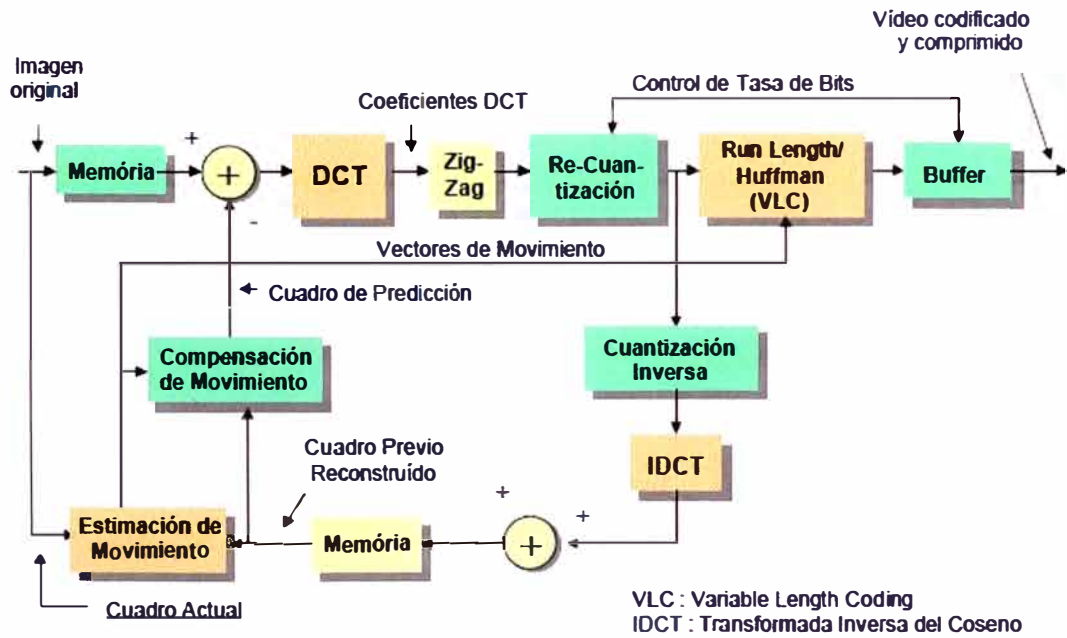 Vídeo codificado
y comprimido
Imagen
original
Coeficientes DCT
Control de Tasa de Bits
+
Memória
+
DCT
Zig-
Zag
Re-Cuan-
tización
Run Length/
Huffman
(VLC)
Buffer
-
Vectores de Movimiento
Cuadro de Predicción
Compensación
de Movimiento
Cuantización
Inversa
Cuadro Previo
Reconstruído
IDCT
+
+
Estimación de
Movimiento
Memória
+
Cuadro Actual
VLC : Variable Length Coding
IDCT : Transformada Inversa del Coseno